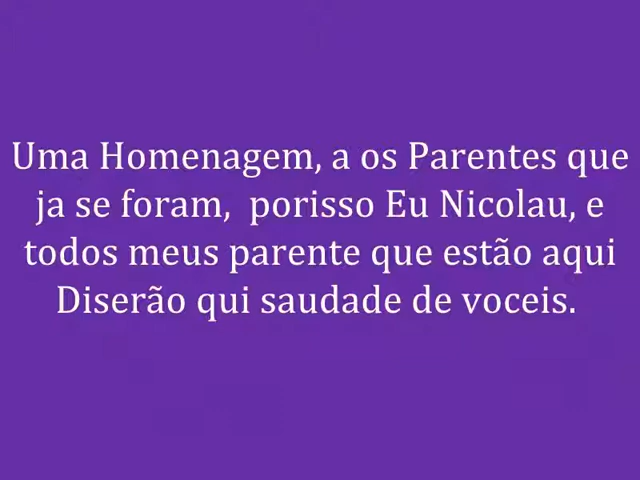 Uma Homenagem, a os Parentes que
ja se foram,  porisso Eu Nicolau, e
todos meus parente que estão aqui
Diserão qui saudade de voceis.